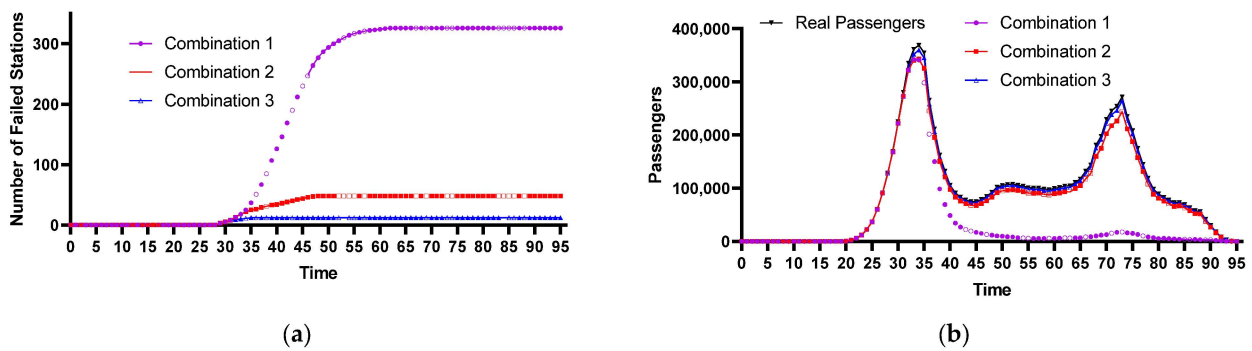 Number of Failed Stations
300
200
100
0
Combination 1
Combination 2
Combination 3
0 5 10 15 20 25 30 35 40 45 50 55 60 65 70 75 80 85 90 95
Time
(a)
Passengers
400,000
300,000
200,000
100,000
0
Real Passengers
Combination 1
Combination 2
Combination 3
0 5 10 15 20 25 30 35 40 45 50 55 60 65 70 75 80 85 90 95
Time
(b)